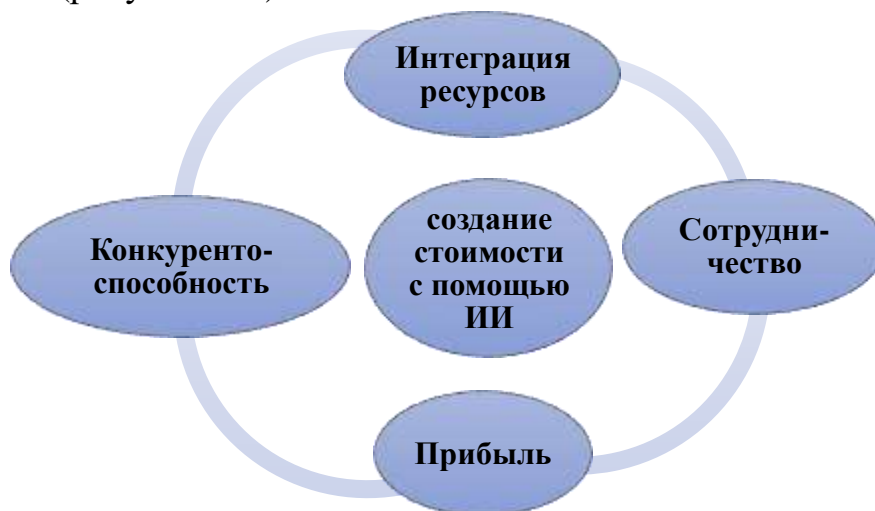 Интеграция
ресурсов
Конкуренто-
способность
создание
стоимости
с помощью
ИИ
Сотрудни-
чество
Прибыль